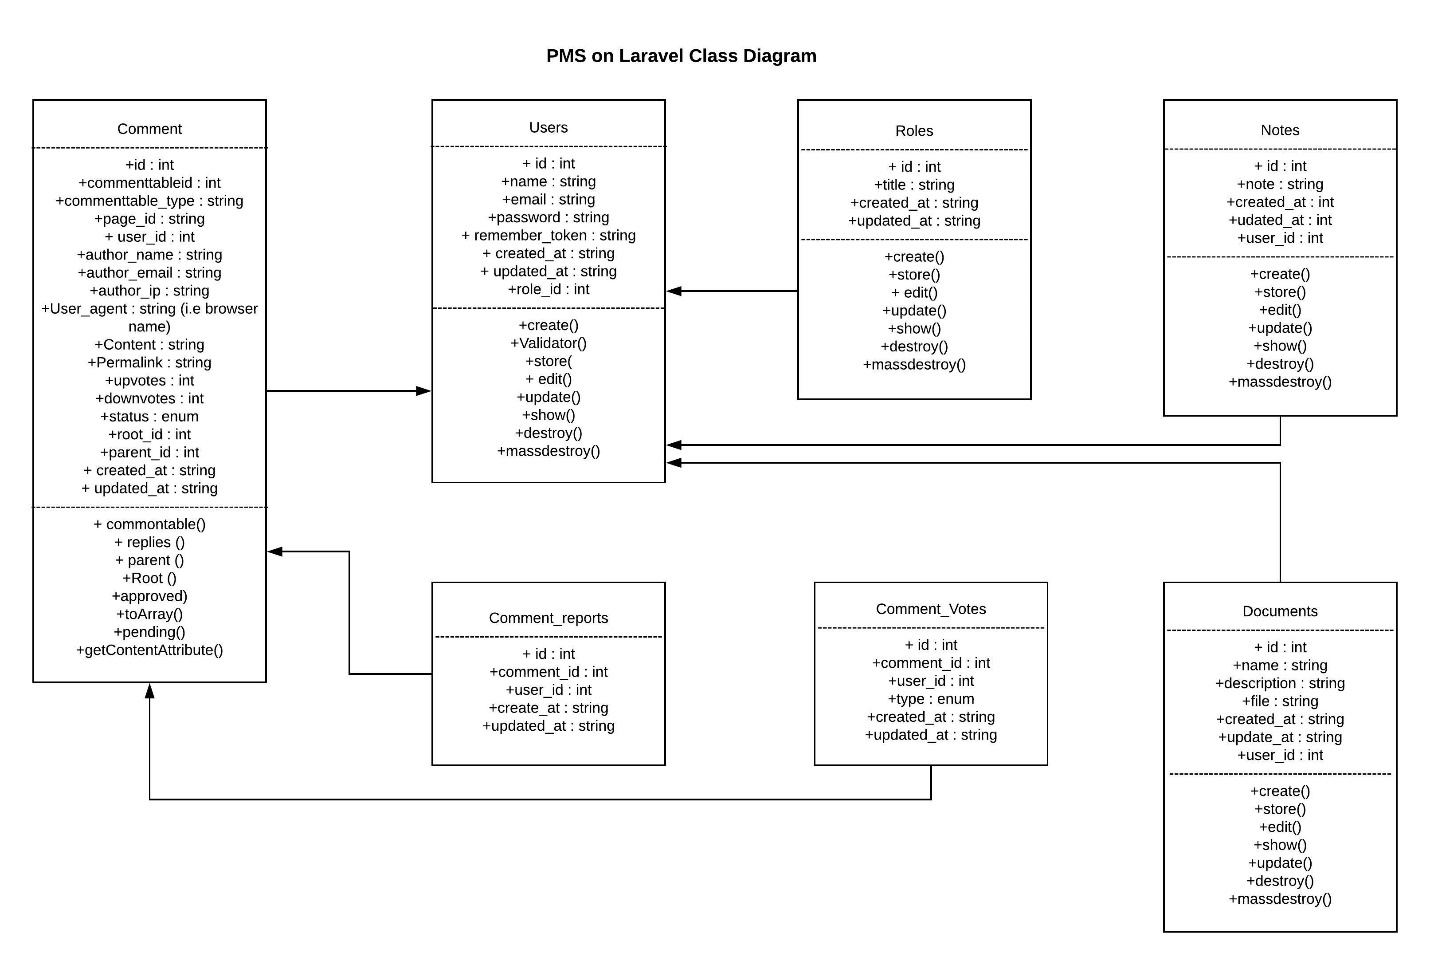 PMS on Laravel Class Diagram
Comment
+id : int
+commenttableid : int
+commenttable_type : string
+page_id : string
+ user_id : int
+author_name : string
+author_email : string
+author_ip : string
+User_agent : string (i.e browser
name)
+Content : string
+Permalink : string
+upvotes : int
+downvotes : int
+status : enum
+root_id : int
+parent_id : int
+ created_at : string
+ updated_at : string
+ commontable()
+ replies ()
+ parent ()
+Root ()
+approved)
+toArray()
+pending()
+getContentAttribute()
Users
+ id : int
+name : string
+email : string
+password : string
+ remember_token : string
+ created_at : string
+ updated_at : string
+role_id : int
+create()
+Validator()
+store(
+ edit()
+update()
+show()
+destroy()
+massdestroy()
Roles
+ id : int
+title : string
+created_at : string
+updated_at : string
+create()
+store()
+ edit()
+update()
+show()
+destroy()
+massdestroy()
Notes
+ id : int
+note : string
+created_at : int
+udated_at : int
+user_id : int
+create()
+store()
+edit()
+update()
+show()
+destroy()
+massdestroy()
Comment_reports
+ id : int
+comment_id : int
+user_id : int
+create_at : string
+updated_at : string
Comment_Votes
+ id : int
+comment_id : int
+user_id : int
+type : enum
+created_at : string
+updated_at : string
Documents
+ id : int
+name : string
+description : string
+file : string
+created_at : string
+update_at : string
+user_id : int
+create()
+store()
+edit()
+show()
+update()
+destroy()
+massdestroy()